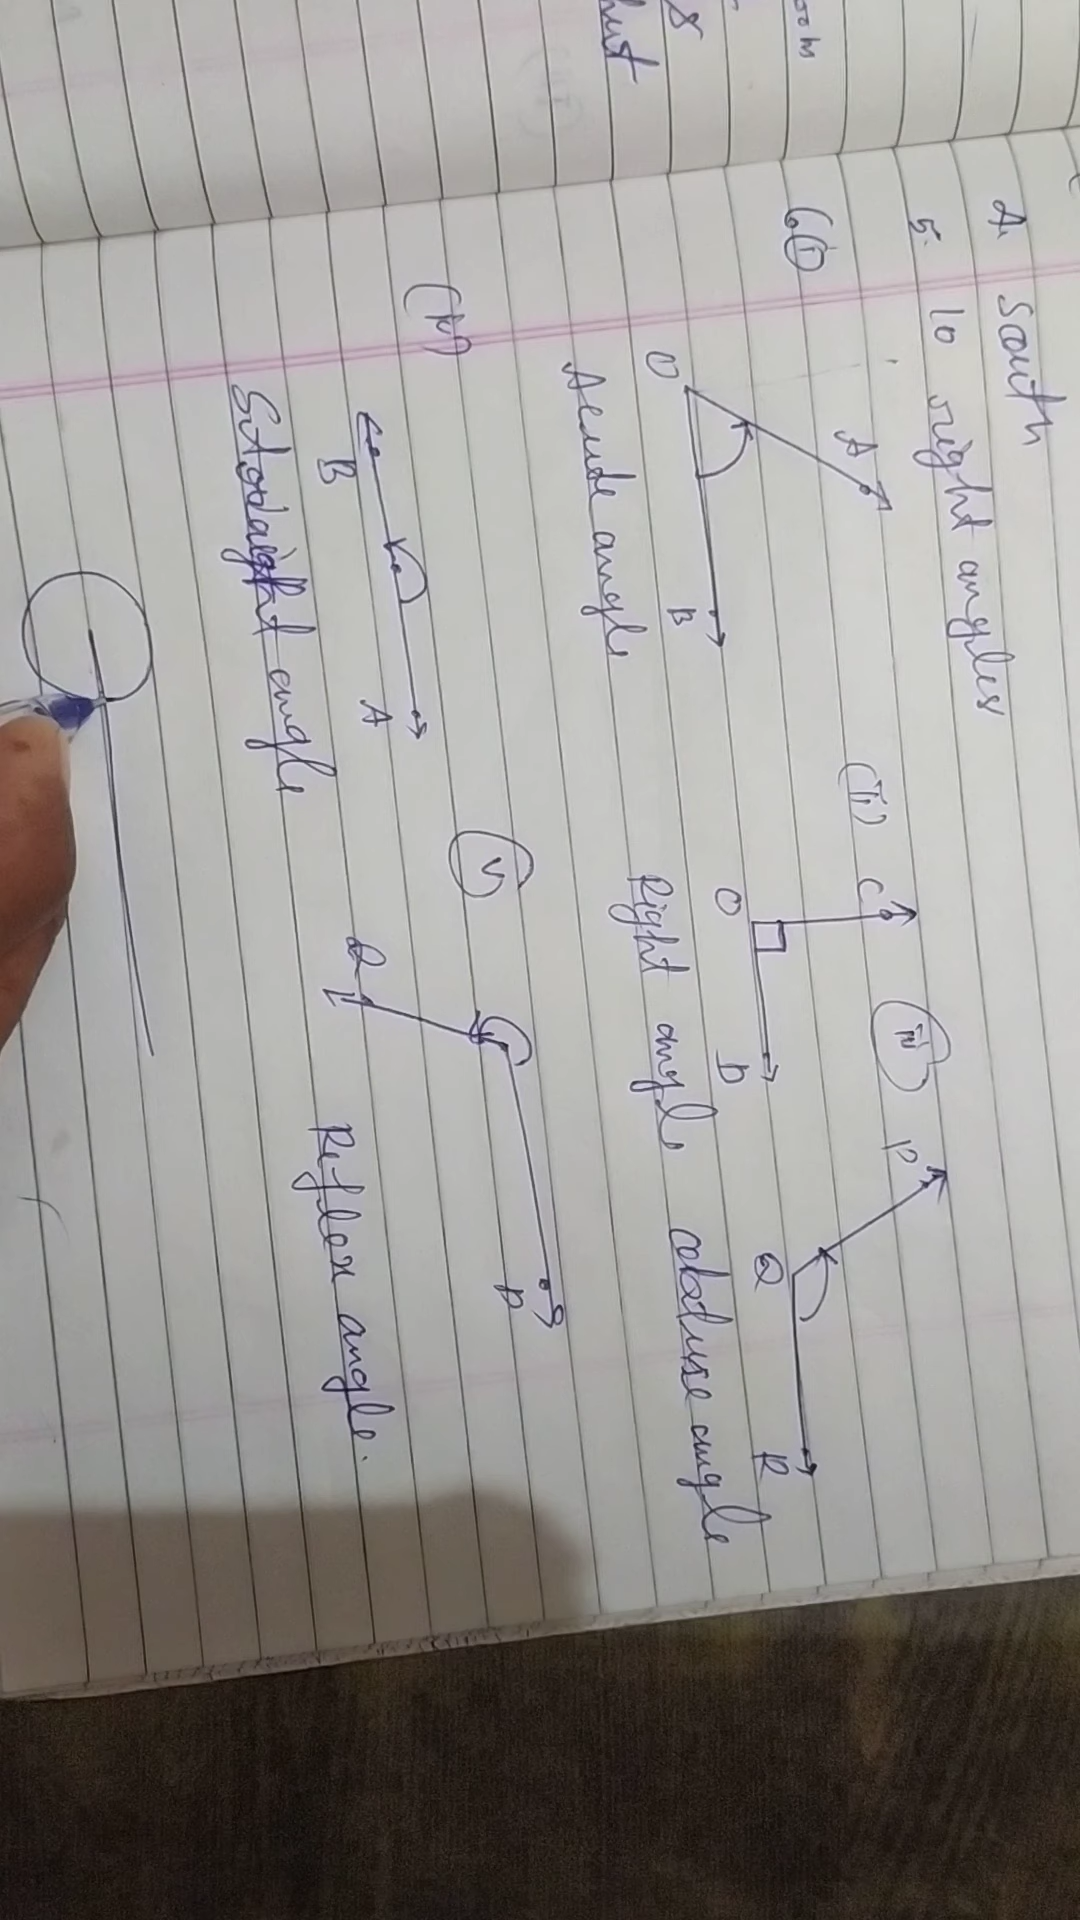 4. South
5. 10 right angles
6. (i)
A
O
B
Acute angle
(ii)
C
O
D
Right angle
(iii)
P
Q
R
obtuse angle
(iv)
B
A
Straight angle
(v)
Q
P
Reflex angle.